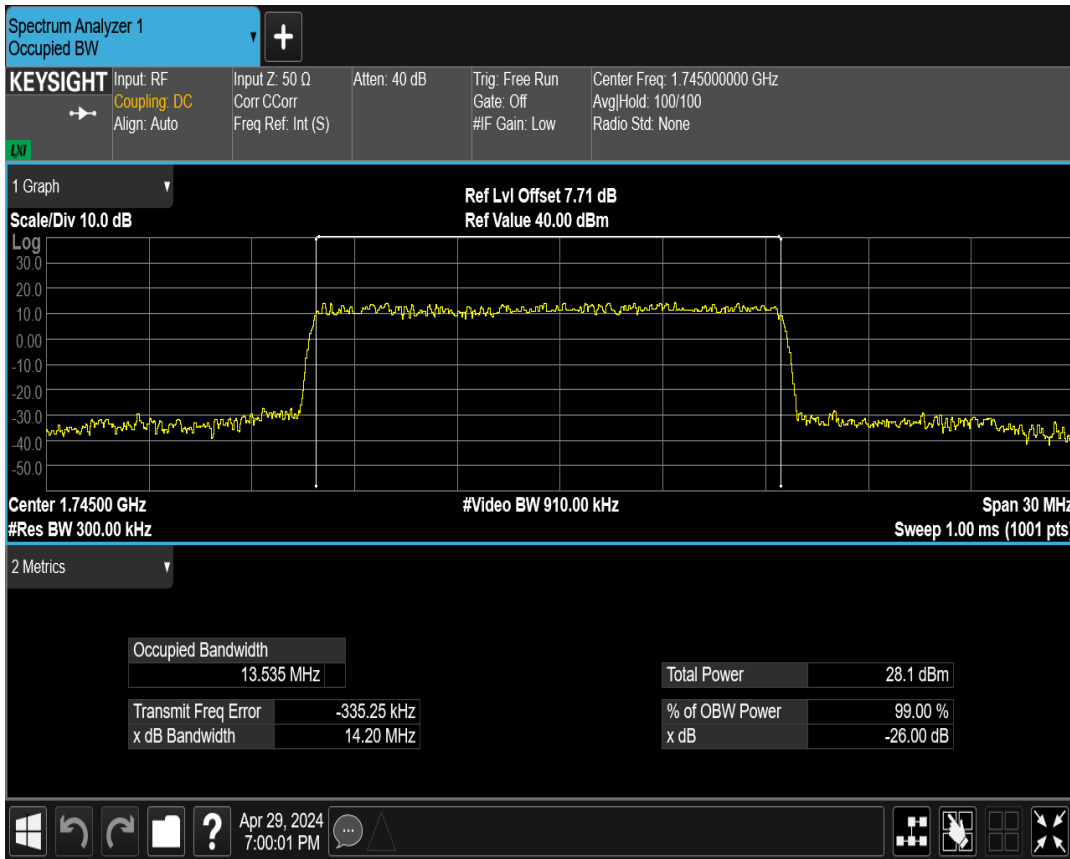 Spectrum Analyzer 1
Occupied BW
KEYSIGHT
LXI
Input: RF
Coupling: DC
Align: Auto
Input Z: 50 Ω
Corr CCorr
Freq Ref: Int (S)
Atten: 40 dB
Trig: Free Run
Gate: Off
#IF Gain: Low
Center Freq: 1.745000000 GHz
Avg|Hold: 100/100
Radio Std: None
1 Graph
Scale/Div 10.0 dB
Ref Lvl Offset 7.71 dB
Ref Value 40.00 dBm
Log
30.0
20.0
10.0
0.00
-10.0
-20.0
-30.0
-40.0
-50.0
Center 1.74500 GHz
#Video BW 910.00 kHz
Span 30 MHz
#Res BW 300.00 kHz
Sweep 1.00 ms (1001 pts)
2 Metrics
Occupied Bandwidth
13.535 MHz
Total Power 28.1 dBm
Transmit Freq Error -335.25 kHz
% of OBW Power 99.00 %
x dB Bandwidth 14.20 MHz
x dB -26.00 dB
?
Apr 29, 2024
7:00:01 PM